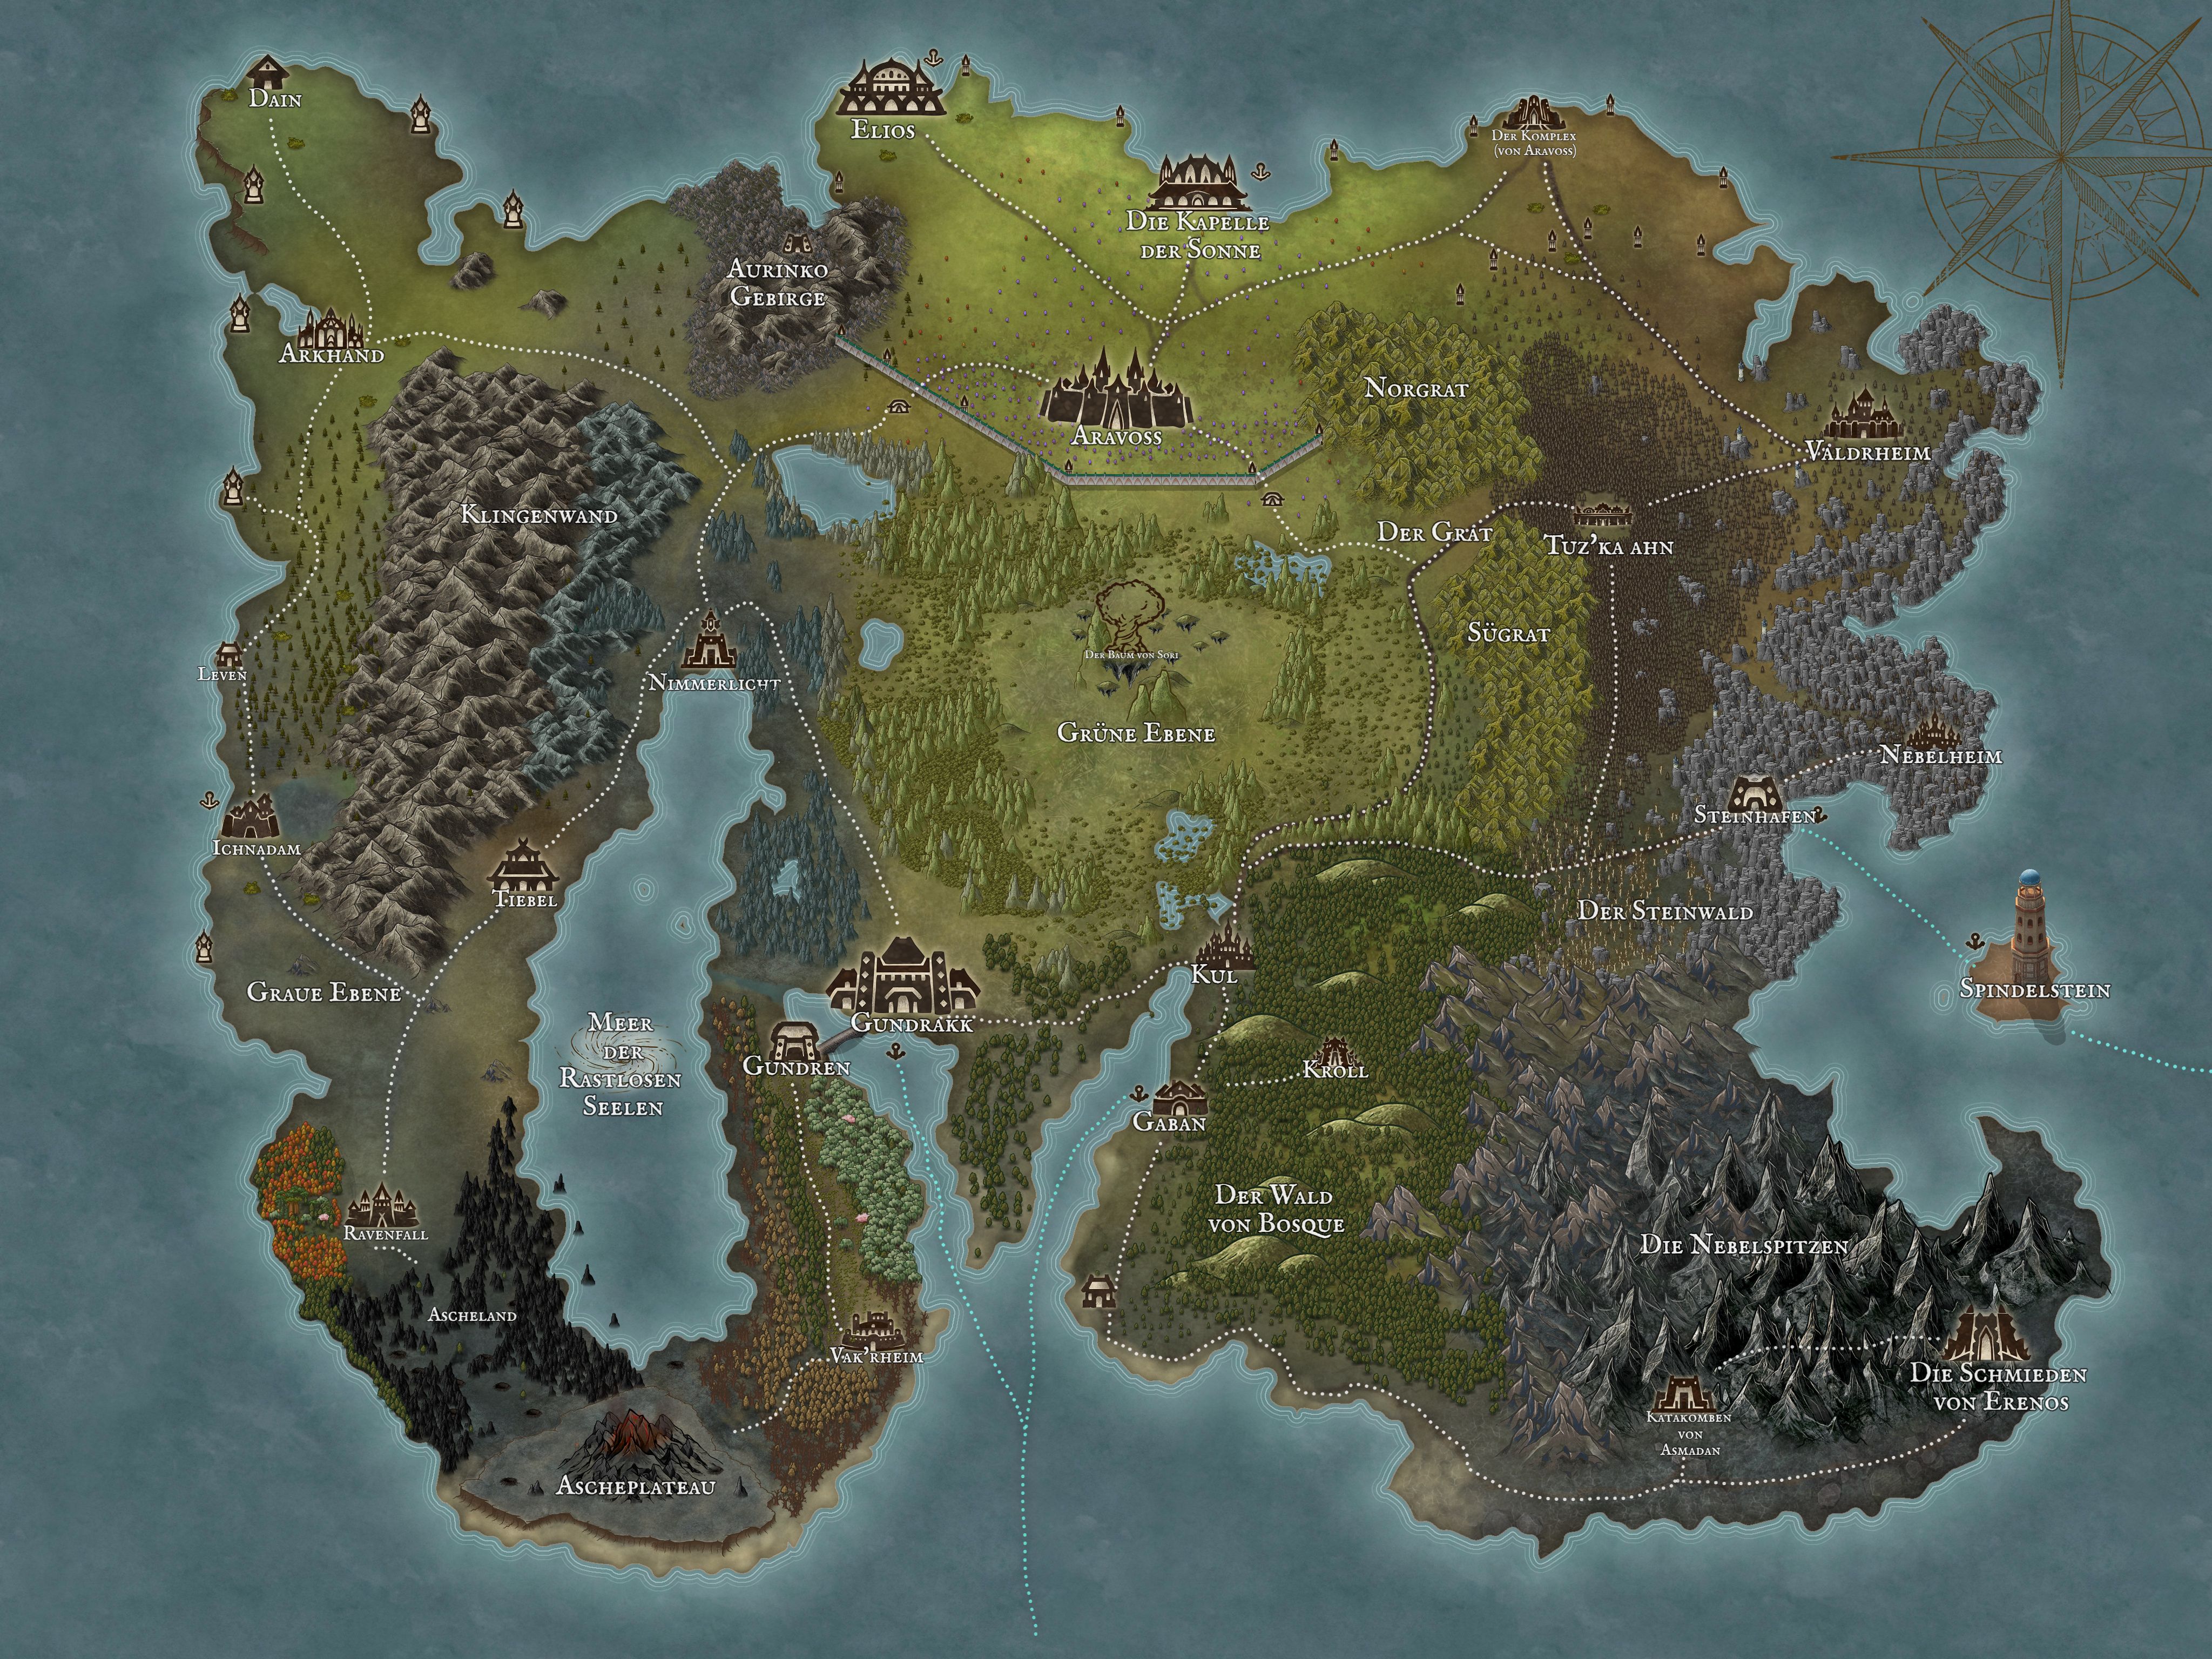 Dain
Elios
Der Komplex
(von Aravoss)
Die Kapelle
der Sonne
Aurinko
Gebirge
Arkhand
Norgrat
Aravoss
Valdrheim
Klingenwand
Der Grat
Tuz'ka ahn
Sügrat
Der Baum von Sori
Leven
Nimmerlicht
Grüne Ebene
Nebelheim
Steinhafen
Ichnadam
Tiebel
Der Steinwald
Kul
Spindelstein
Graue Ebene
Gundrakk
Meer
der
Rastlosen
Seelen
Gundren
Kroll
Gaban
Der Wald
von Bosque
Ravenfall
Die Nebelspitzen
Ascheland
Vak'rheim
Die Schmieden
von Erenos
Katakomben
von
Asmadan
Ascheplateau